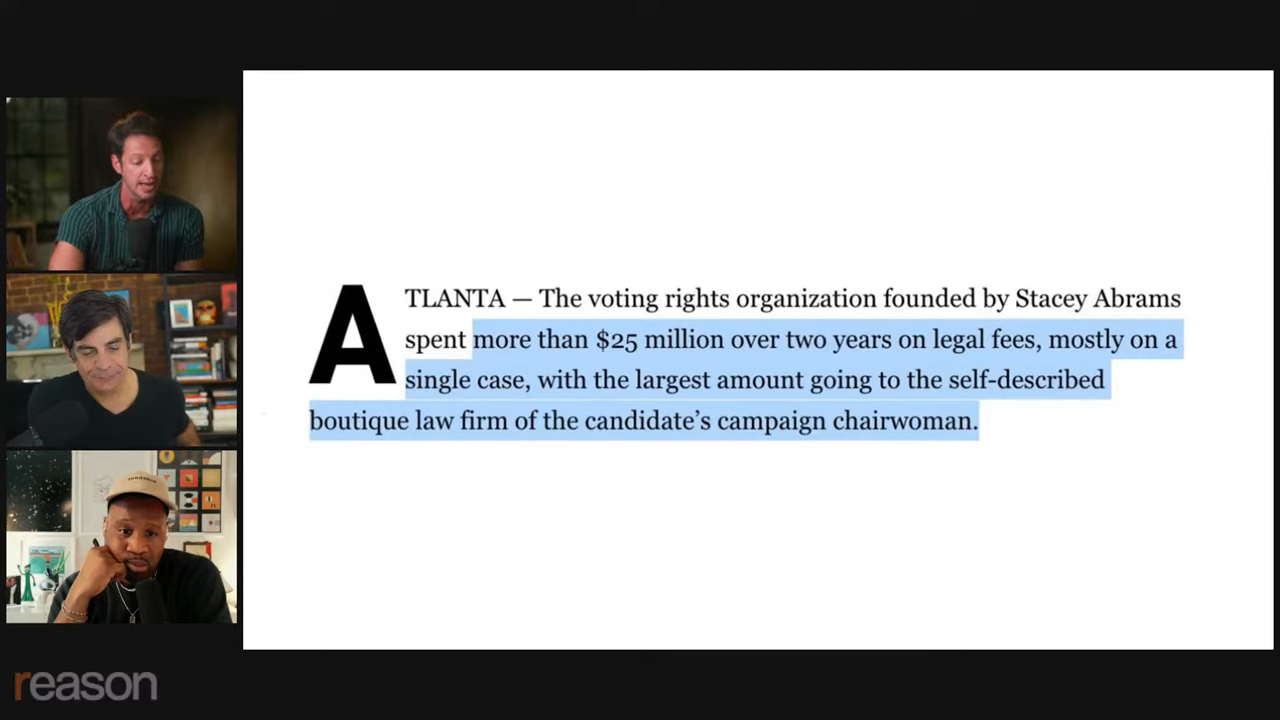 ATLANTA — The voting rights organization founded by Stacey Abrams
spent more than $25 million over two years on legal fees, mostly on a
single case, with the largest amount going to the self-described
boutique law firm of the candidate’s campaign chairwoman.
reason